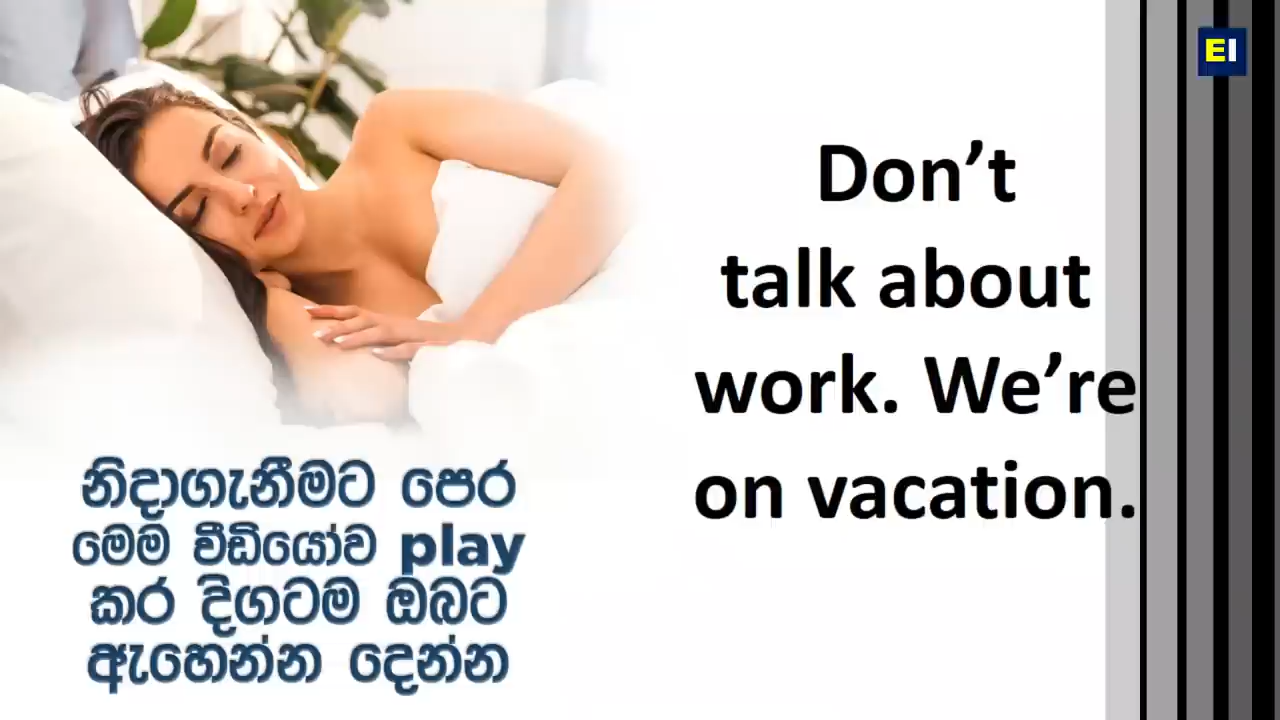 නිදාගැනීමට පෙර
මෙම වීඩියෝව play
කර දිගටම ඔබට
ඇහෙන්න දෙන්න
Don’t
talk about
work. We’re
on vacation.
EI